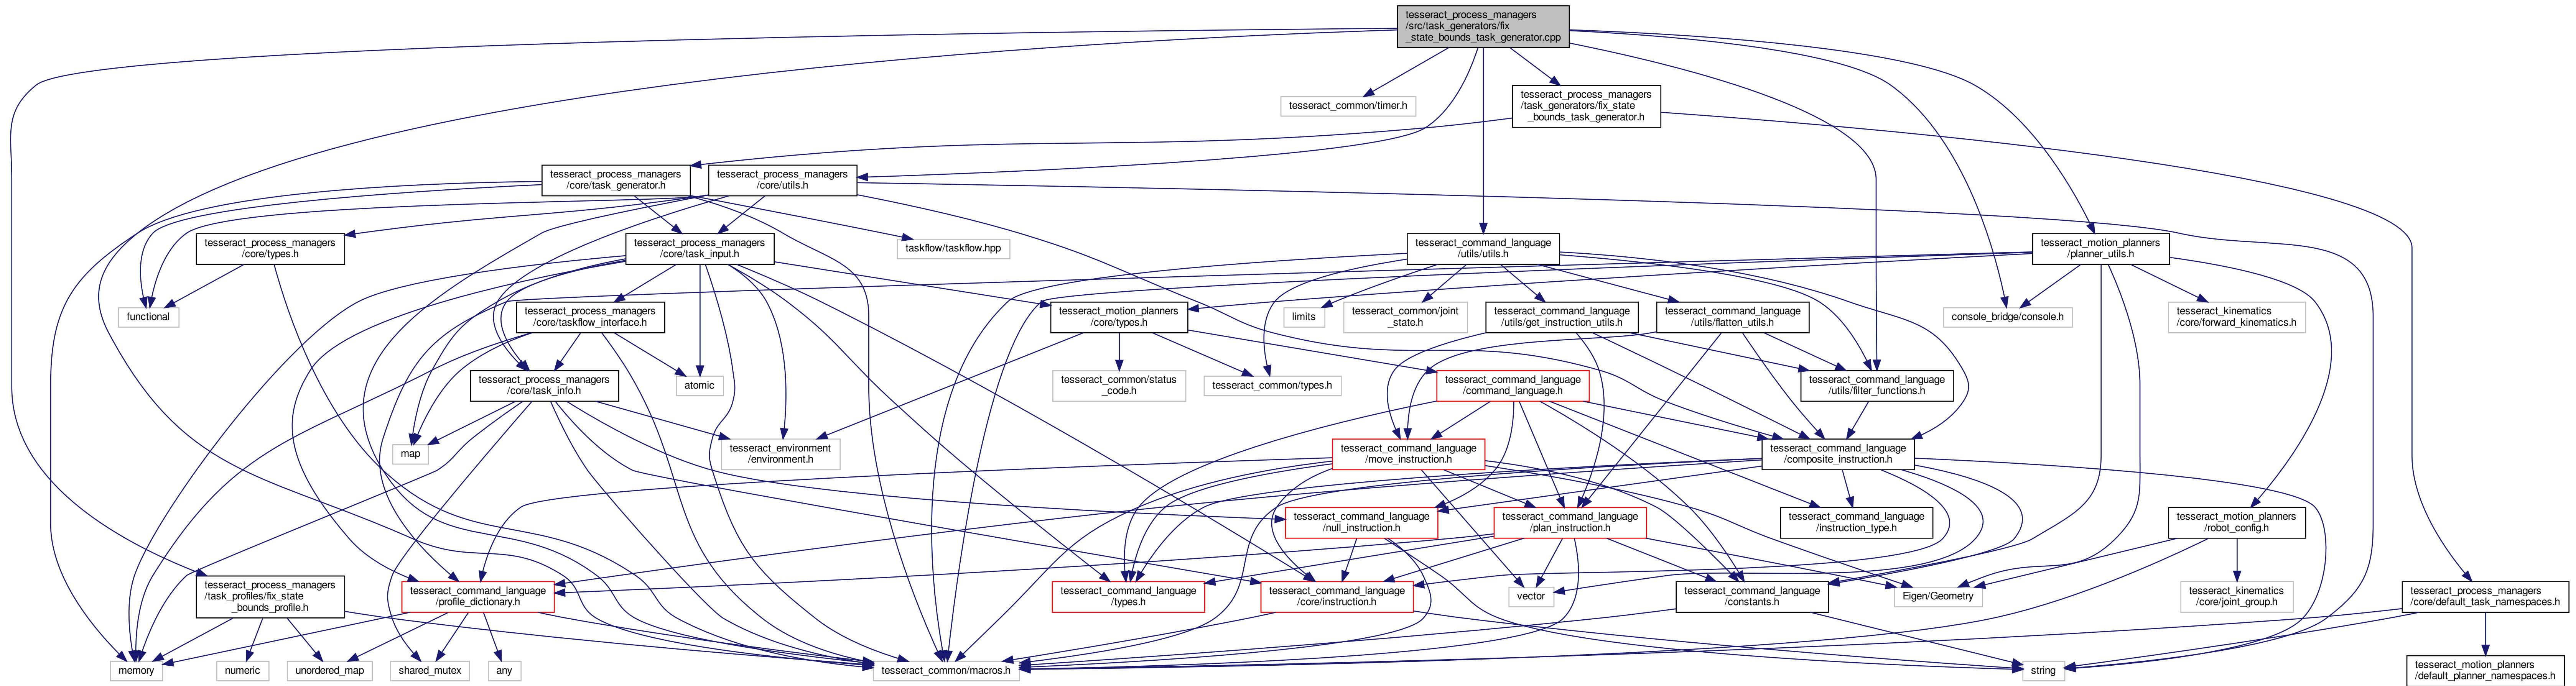 tesseract_process_managers
/src/task_generators/fix
_state_bounds_task_generator.cpp
tesseract_common/timer.h
tesseract_process_managers
/task_generators/fix_state
_bounds_task_generator.h
tesseract_process_managers
/core/task_generator.h
tesseract_process_managers
/core/utils.h
tesseract_process_managers
/core/types.h
tesseract_process_managers
/core/task_input.h
taskflow/taskflow.hpp
tesseract_command_language
/utils/utils.h
tesseract_motion_planners
/planner_utils.h
functional
tesseract_process_managers
/core/taskflow_interface.h
tesseract_motion_planners
/core/types.h
limits
tesseract_common/joint
_state.h
tesseract_command_language
/utils/get_instruction_utils.h
tesseract_command_language
/utils/flatten_utils.h
console_bridge/console.h
tesseract_kinematics
/core/forward_kinematics.h
tesseract_process_managers
/core/task_info.h
atomic
tesseract_common/status
_code.h
tesseract_common/types.h
tesseract_command_language
/command_language.h
tesseract_command_language
/utils/filter_functions.h
map
tesseract_environment
/environment.h
tesseract_command_language
/move_instruction.h
tesseract_command_language
/composite_instruction.h
tesseract_command_language
/null_instruction.h
tesseract_command_language
/plan_instruction.h
tesseract_command_language
/instruction_type.h
tesseract_motion_planners
/robot_config.h
tesseract_process_managers
/task_profiles/fix_state
_bounds_profile.h
tesseract_command_language
/profile_dictionary.h
tesseract_command_language
/types.h
tesseract_command_language
/core/instruction.h
vector
tesseract_command_language
/constants.h
Eigen/Geometry
tesseract_kinematics
/core/joint_group.h
tesseract_process_managers
/core/default_task_namespaces.h
memory
numeric
unordered_map
shared_mutex
any
tesseract_common/macros.h
string
tesseract_motion_planners
/default_planner_namespaces.h